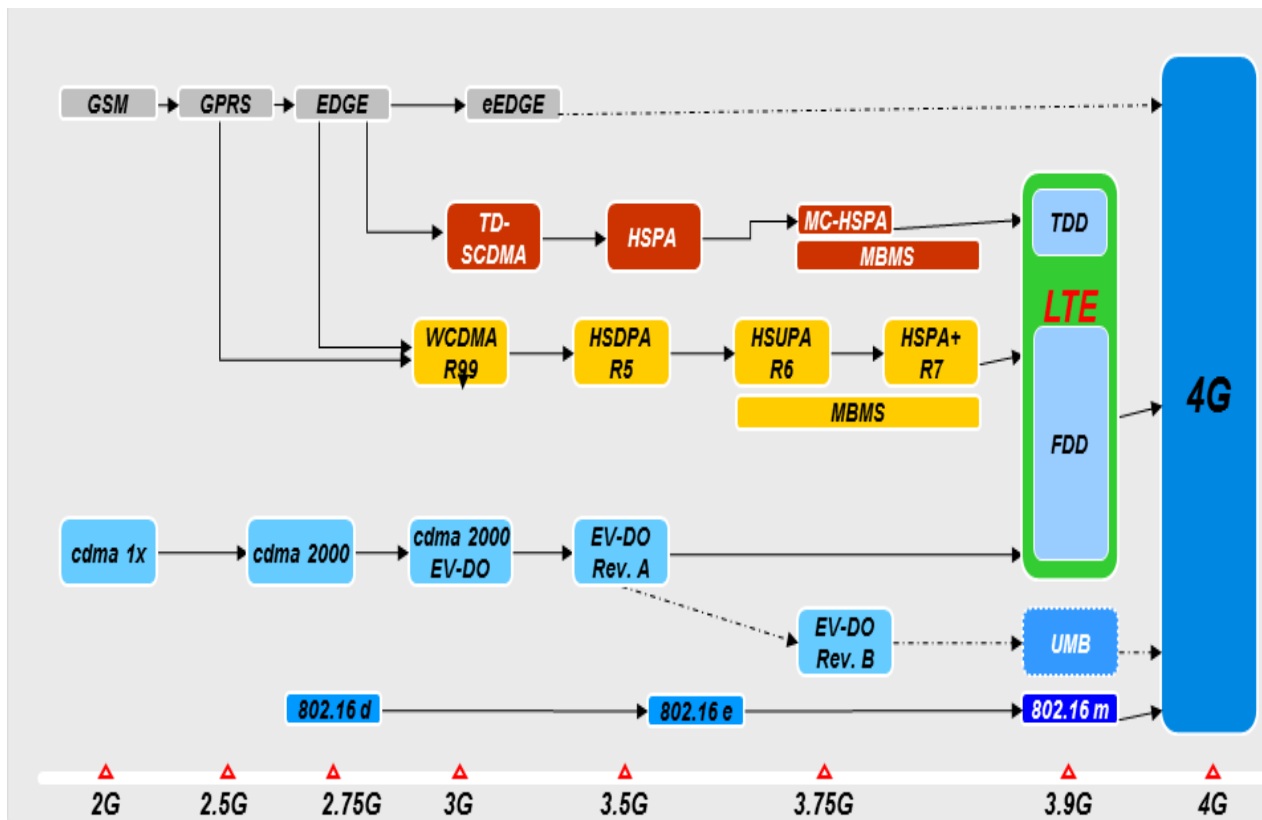 GSM
GPRS
EDGE
eEDGE
TD-
SCDMA
HSPA
MC-HSPA
MBMS
TDD
LTE
WCDMA
R99
HSDPA
R5
HSUPA
R6
HSPA+
R7
MBMS
FDD
4G
cdma 1x
cdma 2000
cdma 2000
EV-DO
EV-DO
Rev. A
EV-DO
Rev. B
UMB
802.16 d
802.16 e
802.16 m
2G
2.5G
2.75G
3G
3.5G
3.75G
3.9G
4G